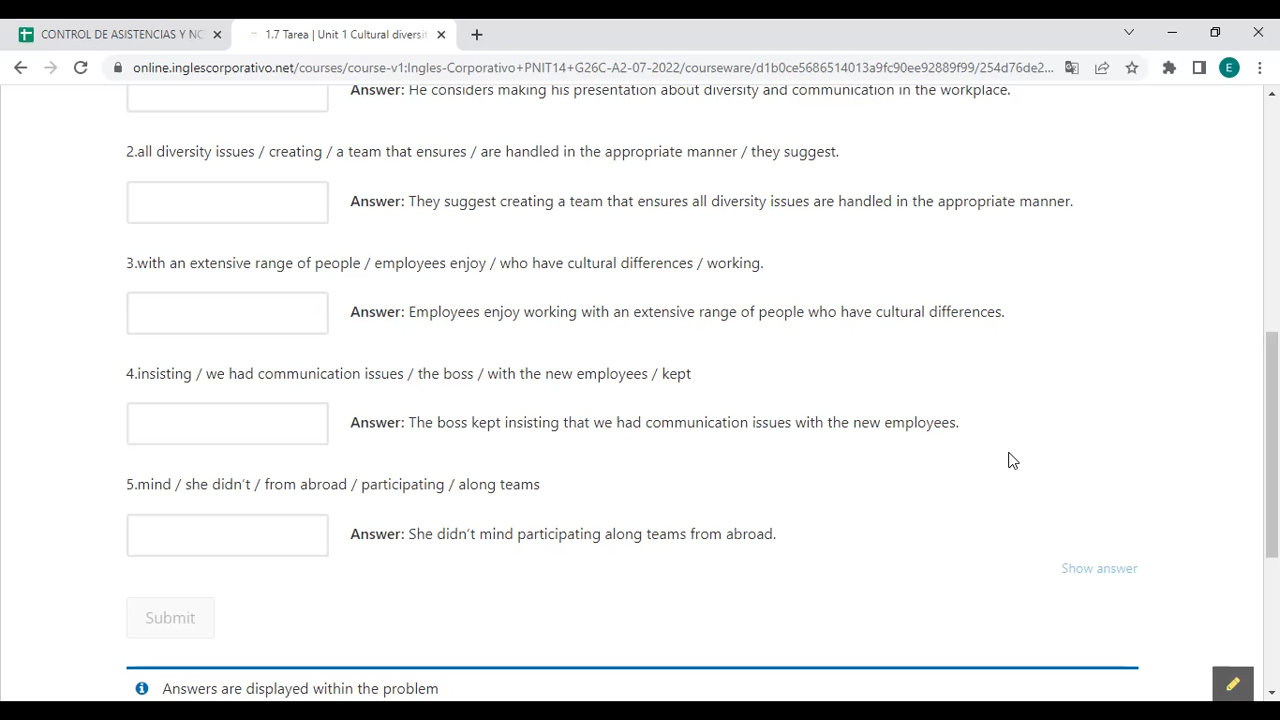 CONTROL DE ASISTENCIAS Y NO
1.7 Tarea | Unit 1 Cultural diversit
online.inglescorporativo.net/courses/course-v1:Ingles-Corporativo+PNIT14+G26C-A2-07-2022/courseware/d1b0ce5686514013a9fc90ee92889f99/254d76de2...
E
Answer: He considers making his presentation about diversity and communication in the workplace.
2.all diversity issues / creating / a team that ensures / are handled in the appropriate manner / they suggest.
Answer: They suggest creating a team that ensures all diversity issues are handled in the appropriate manner.
3.with an extensive range of people / employees enjoy / who have cultural differences / working.
Answer: Employees enjoy working with an extensive range of people who have cultural differences.
4.insisting / we had communication issues / the boss / with the new employees / kept
Answer: The boss kept insisting that we had communication issues with the new employees.
5.mind / she didn't / from abroad / participating / along teams
Answer: She didn't mind participating along teams from abroad.
Show answer
Submit
Answers are displayed within the problem